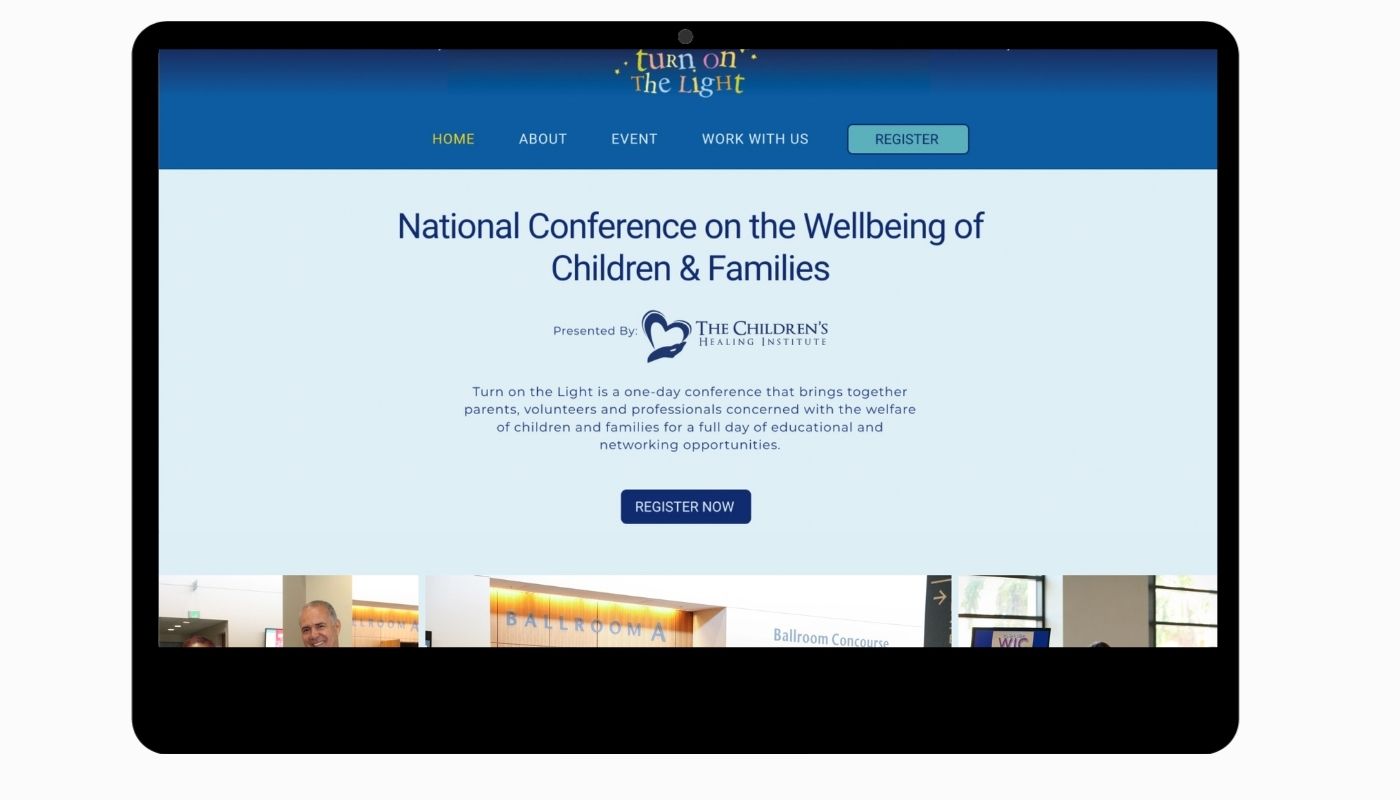 turn on
The Light
HOME ABOUT EVENT WORK WITH US REGISTER
National Conference on the Wellbeing of
Children & Families
Presented By: THE CHILDREN'S
HEALING INSTITUTE
Turn on the Light is a one-day conference that brings together
parents, volunteers and professionals concerned with the welfare
of children and families for a full day of educational and
networking opportunities.
REGISTER NOW
BALLROOM A
BALLROOM A
Ballroom Concourse
WIC